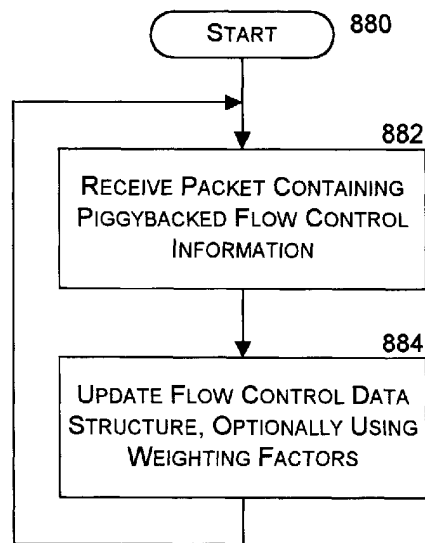 START
880
882
RECEIVE PACKET CONTAINING
PIGGYBACKED FLOW CONTROL
INFORMATION
884
UPDATE FLOW CONTROL DATA
STRUCTURE, OPTIONALLY USING
WEIGHTING FACTORS